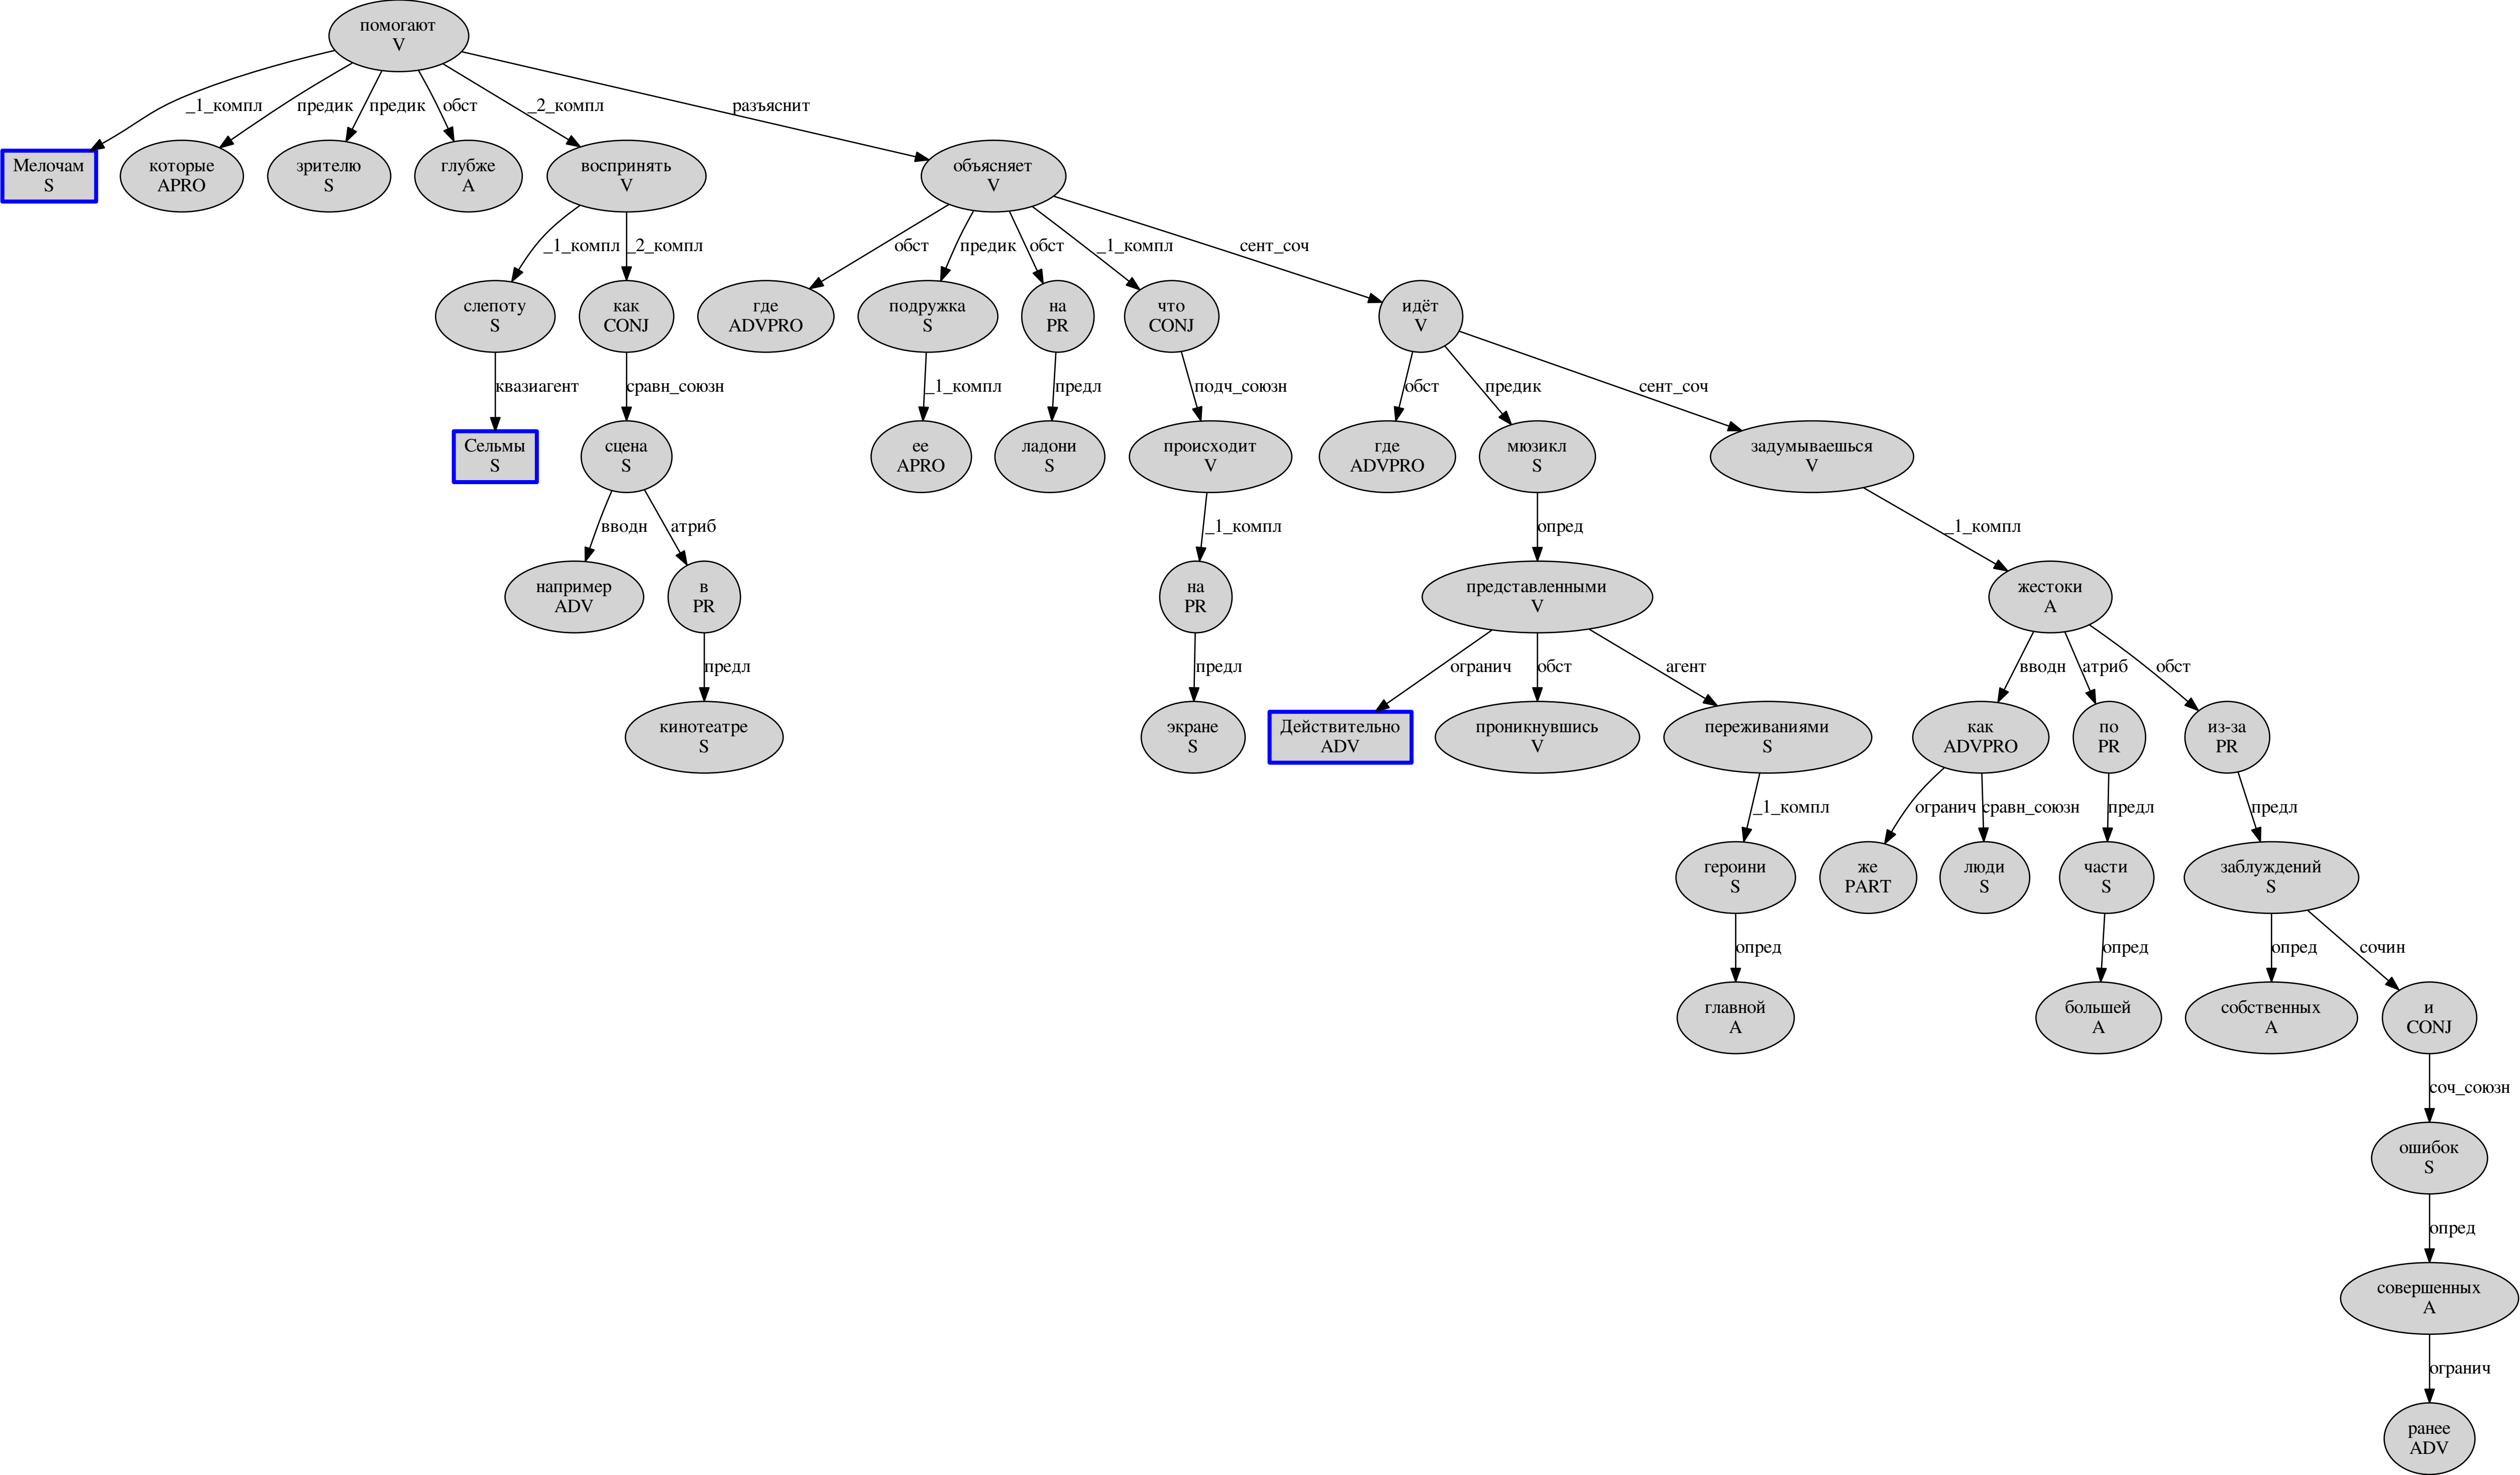 помогают
V
_1_компл
предик
предик
обст
_2_компл
разъяснит
Мелочам
S
которые
APRO
зрителю
S
глубже
A
воспринять
V
объясняет
V
_1_компл
_2_компл
обст
предик
обст
_1_компл
сент_соч
слепоту
S
как
CONJ
где
ADVPRO
подружка
S
на
PR
что
CONJ
идёт
V
квазиагент
сравн_союзн
_1_компл
предл
подч_союзн
обст
предик
сент_соч
Сельмы
S
сцена
S
ее
APRO
ладони
S
происходит
V
где
ADVPRO
мюзикл
S
задумываешься
V
вводн
атриб
_1_компл
опред
_1_компл
например
ADV
в
PR
на
PR
представленными
V
жестоки
A
предл
предл
огранич
обст
агент
вводн
атриб
обст
кинотеатре
S
экране
S
Действительно
ADV
проникнувшись
V
переживаниями
S
как
ADVPRO
по
PR
из-за
PR
_1_компл
огранич
сравн_союзн
предл
предл
героини
S
же
PART
люди
S
части
S
заблуждений
S
опред
опред
опред
сочин
главной
A
большей
A
собственных
A
и
CONJ
соч_союзн
ошибок
S
опред
совершенных
A
огранич
ранее
ADV